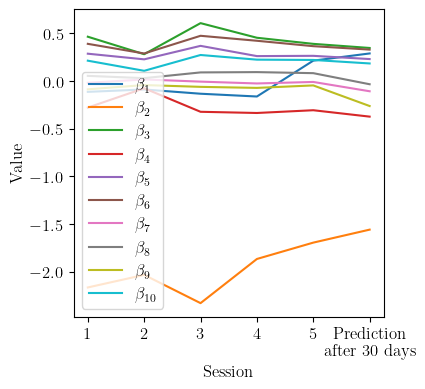 0.5
0.0
−0.5
−1.0
−1.5
−2.0
Value
β₁
β₂
β₃
β₄
β₅
β₆
β₇
β₈
β₉
β₁₀
1 2 3 4 5 Prediction
after 30 days
Session